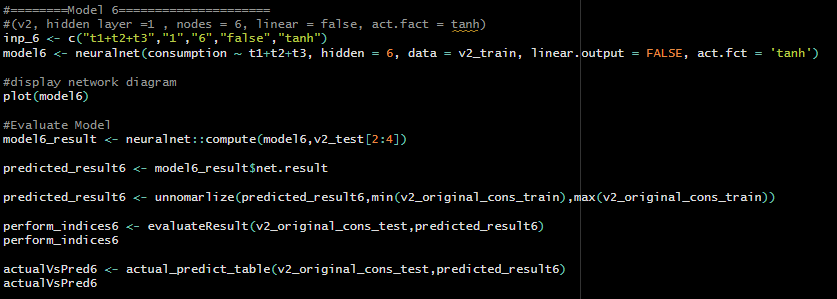 #========Model 6=====================
#(v2, hidden layer =1 , nodes = 6, linear = false, act.fact = tanh)
inp_6 <- c("t1+t2+t3","1","6","false","tanh")
model6 <- neuralnet(consumption ~ t1+t2+t3, hidden = 6, data = v2_train, linear.output = FALSE, act.fct = 'tanh')
#display network diagram
plot(model6)
#Evaluate Model
model6_result <- neuralnet::compute(model6,v2_test[2:4])
predicted_result6 <- model6_result$net.result
predicted_result6 <- unnomarlize(predicted_result6,min(v2_original_cons_train),max(v2_original_cons_train))
perform_indices6 <- evaluateResult(v2_original_cons_test,predicted_result6)
perform_indices6
actualVsPred6 <- actual_predict_table(v2_original_cons_test,predicted_result6)
actualVsPred6